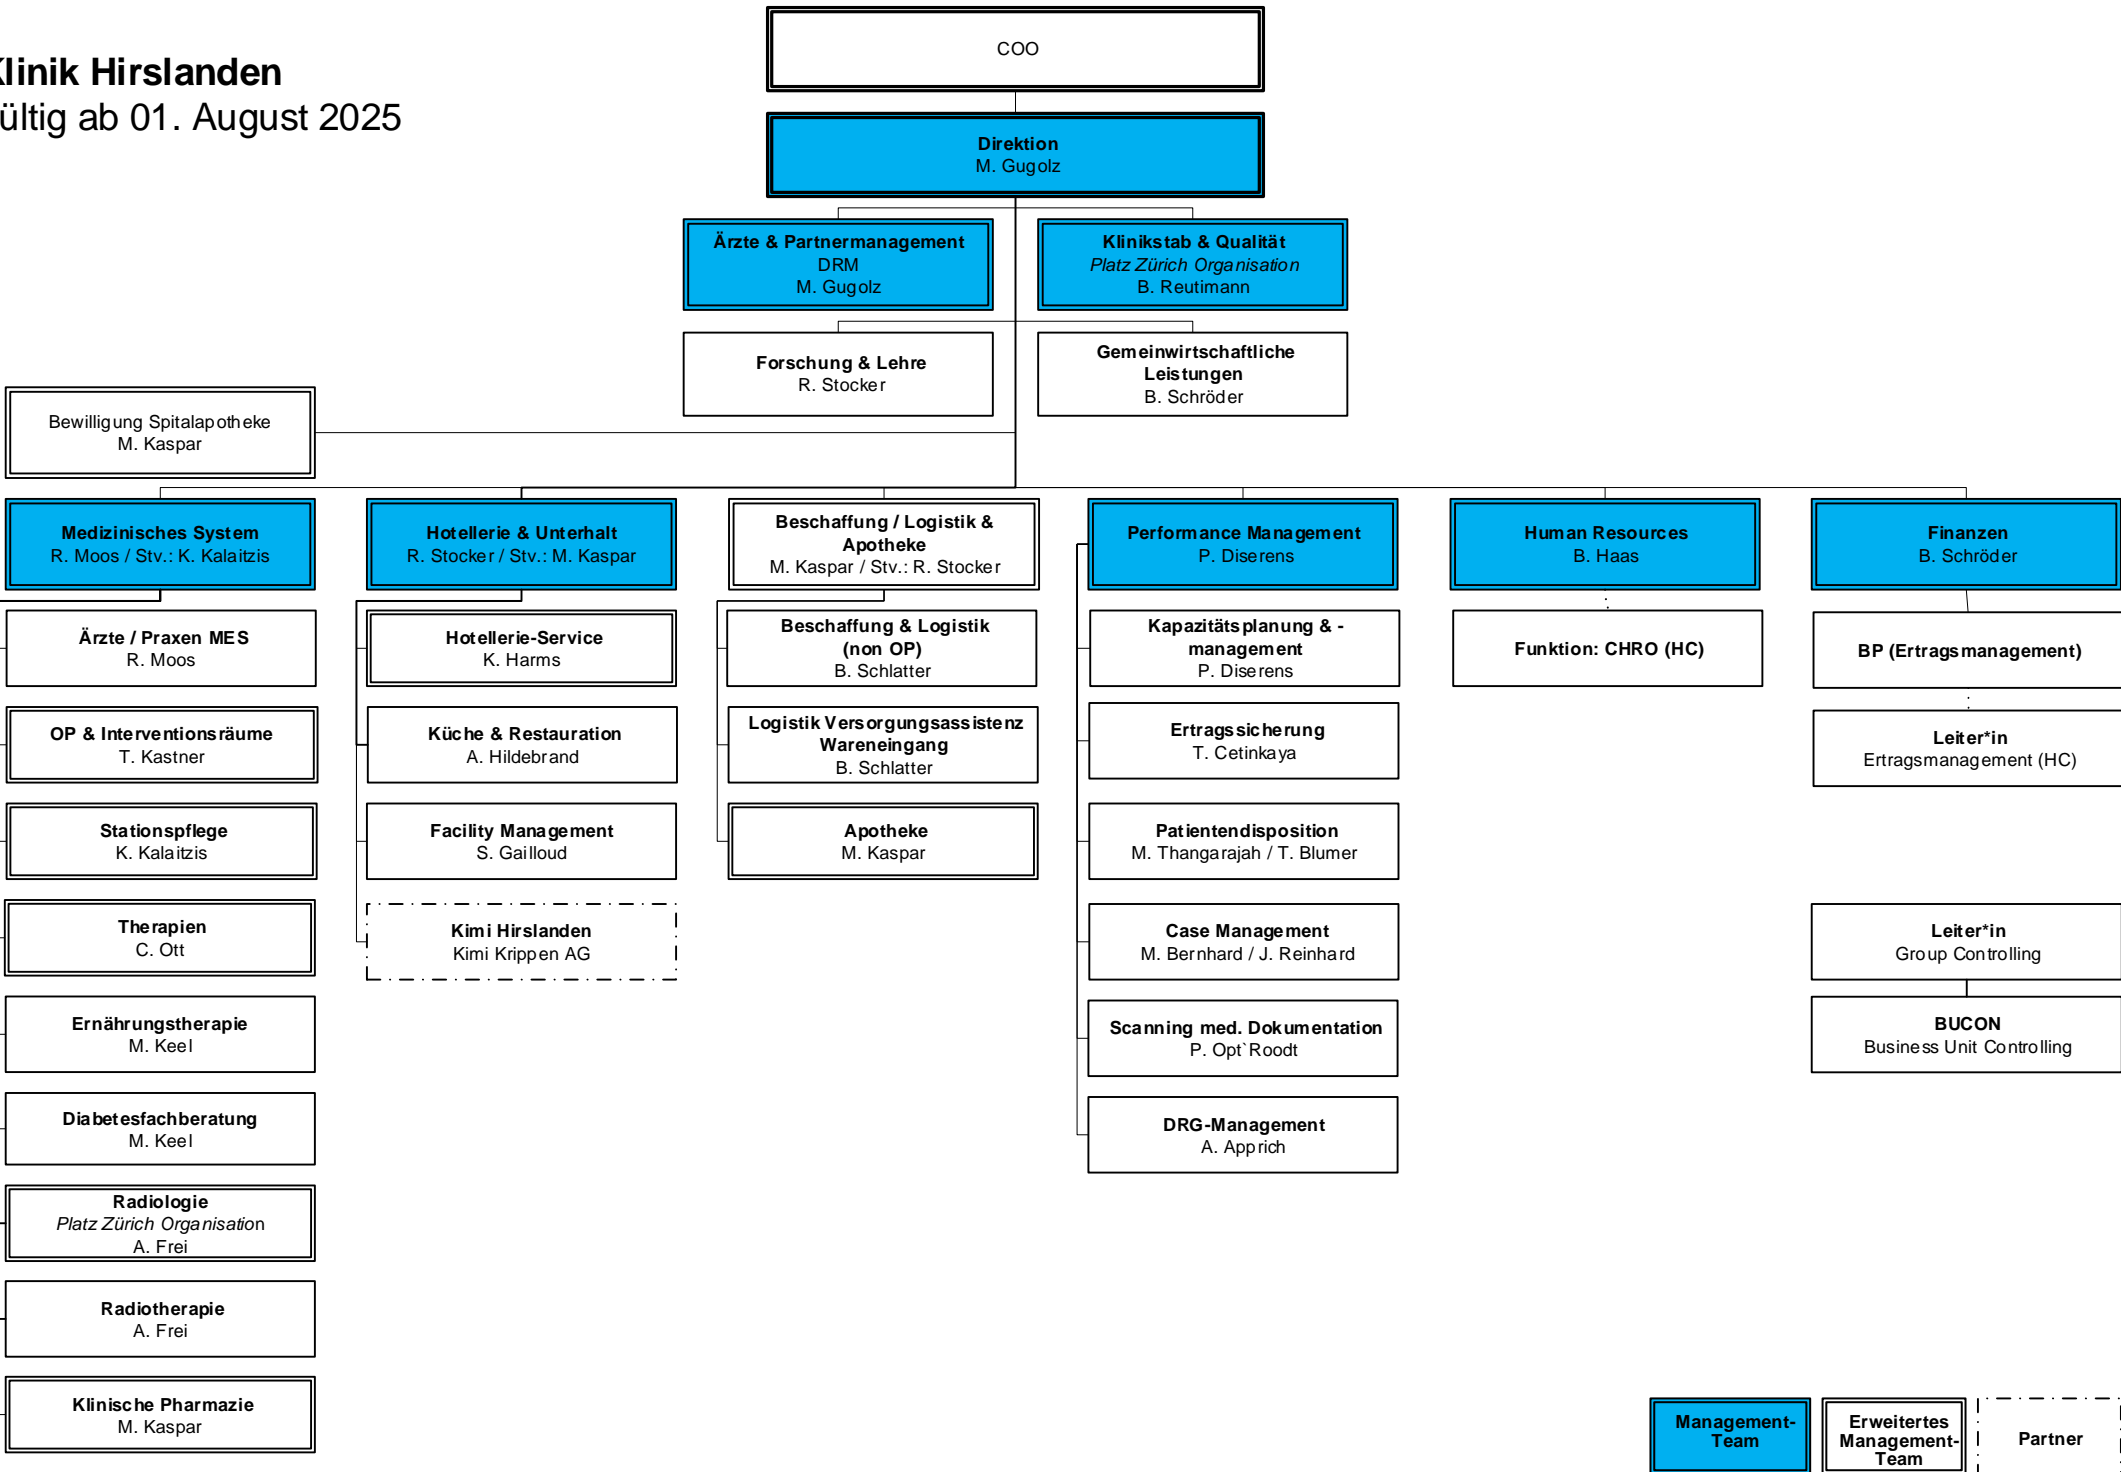 Klinik Hirslanden
ültig ab 01. August 2025
COO
Direktion
M. Gugolz
Ärzte & Partnermanagement
DRM
M. Gugolz
Klinikstab & Qualität
Platz Zürich Organisation
B. Reutimann
Forschung & Lehre
R. Stocker
Gemeinwirtschaftliche
Leistungen
B. Schröder
Bewilligung Spitalapotheke
M. Kaspar
Medizinisches System
R. Moos / Stv.: K. Kalaitzis
Hotellerie & Unterhalt
R. Stocker / Stv.: M. Kaspar
Beschaffung / Logistik &
Apotheke
M. Kaspar / Stv.: R. Stocker
Performance Management
P. Diserens
Human Resources
B. Haas
Finanzen
B. Schröder
Ärzte / Praxen MES
R. Moos
Hotellerie-Service
K. Harms
Beschaffung & Logistik
(non OP)
B. Schlatter
Kapazitätsplanung & -
management
P. Diserens
Funktion: CHRO (HC)
BP (Ertragsmanagement)
OP & Interventionsräume
T. Kastner
Küche & Restauration
A. Hildebrand
Logistik Versorgungsassistenz
Wareneingang
B. Schlatter
Ertragssicherung
T. Cetinkaya
Leiter*in
Ertragsmanagement (HC)
Stationspflege
K. Kalaitzis
Facility Management
S. Gailloud
Apotheke
M. Kaspar
Patientendisposition
M. Thangarajah / T. Blumer
Therapien
C. Ott
Kimi Hirslanden
Kimi Krippen AG
Case Management
M. Bernhard / J. Reinhard
Leiter*in
Group Controlling
Ernährungstherapie
M. Keel
Scanning med. Dokumentation
P. Opt`Roodt
BUCON
Business Unit Controlling
Diabetesfachberatung
M. Keel
DRG-Management
A. Apprich
Radiologie
Platz Zürich Organisation
A. Frei
Radiotherapie
A. Frei
Klinische Pharmazie
M. Kaspar
Management-
Team
Erweitertes
Management-
Team
Partner